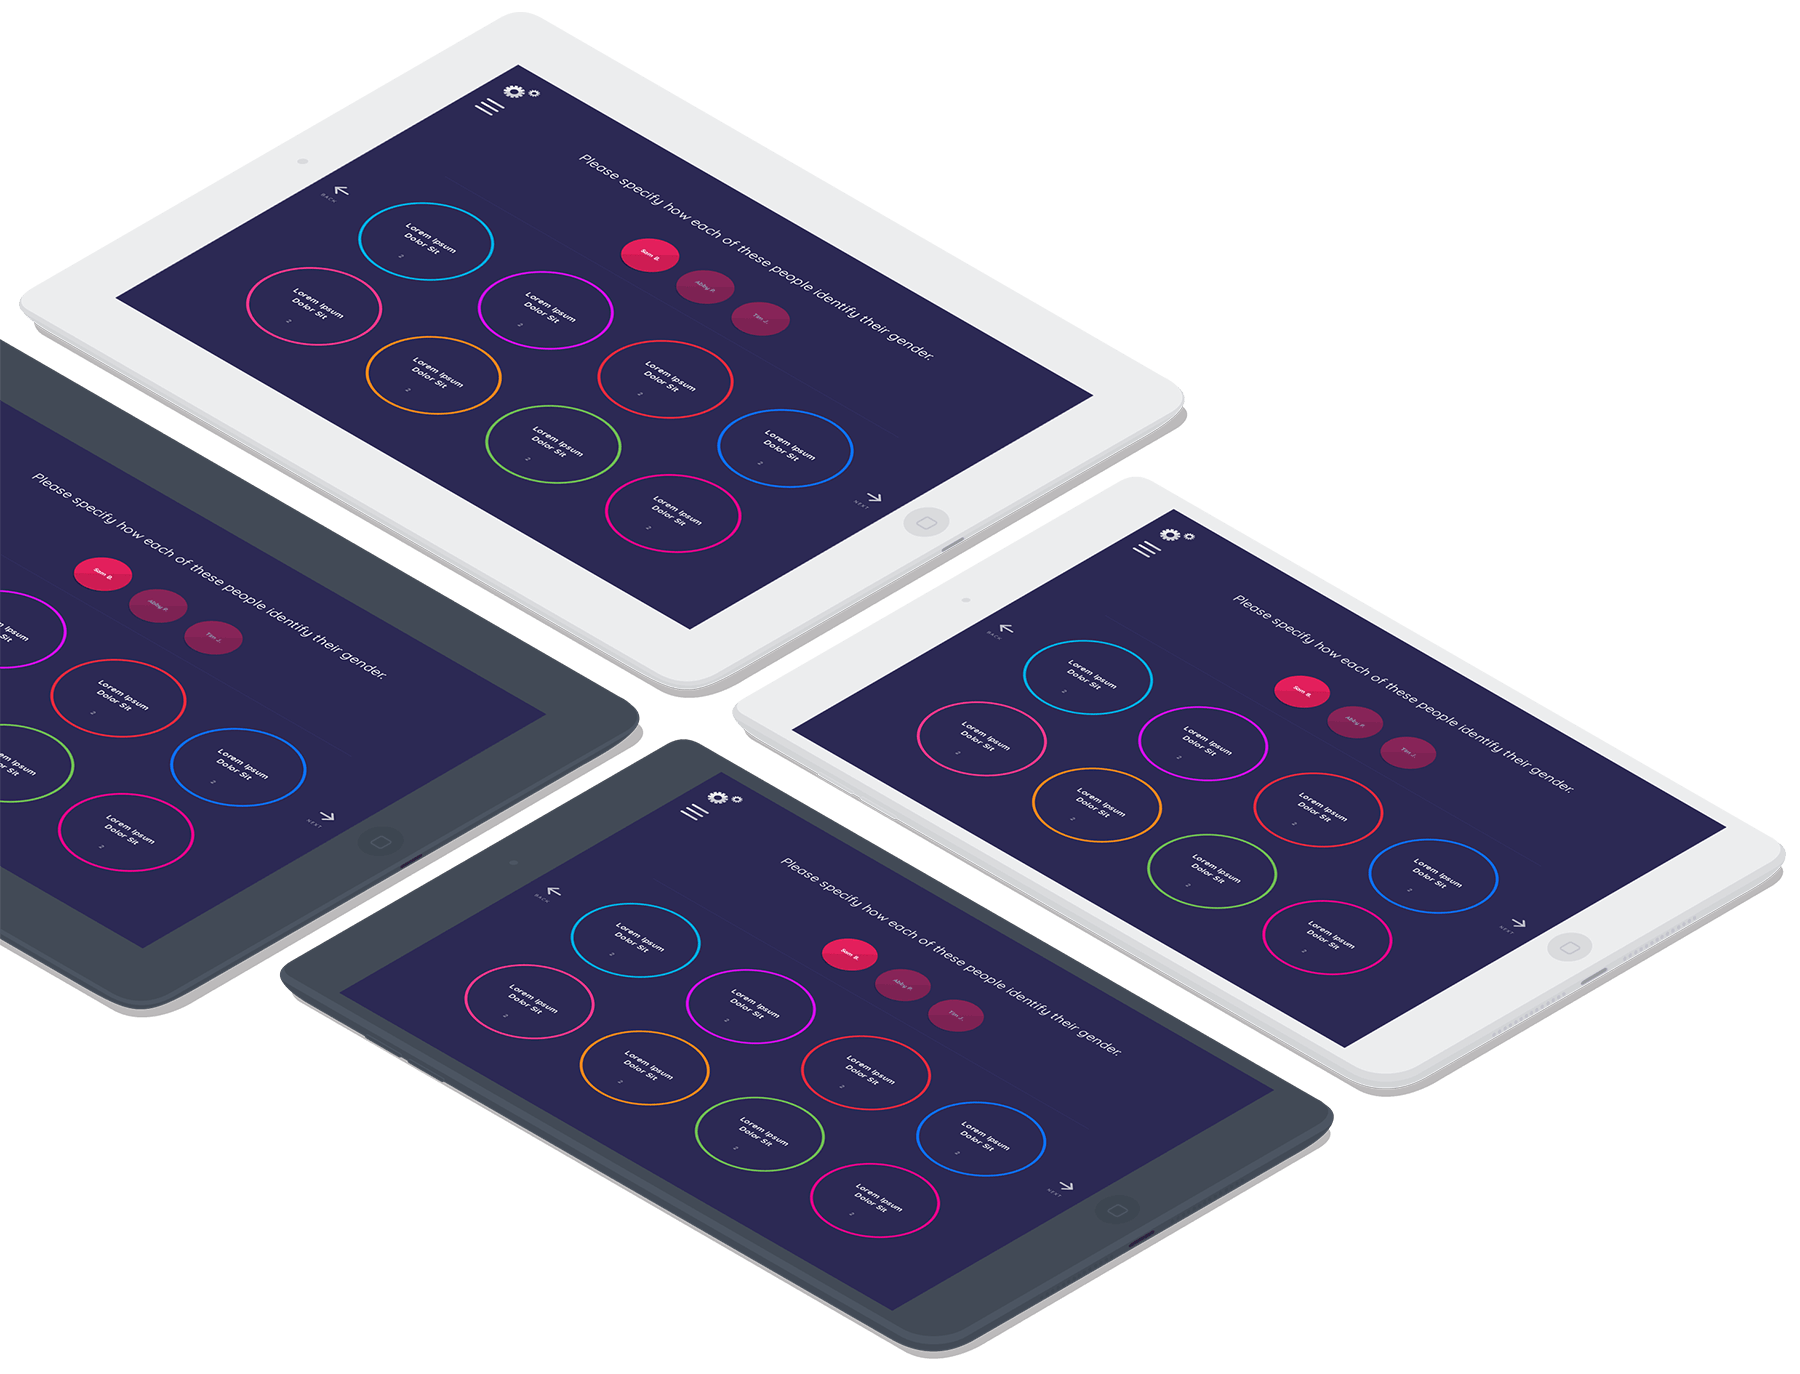 Please specify how each of these people identify their gender.
Sam B.
Abby P.
Tim J.
BACK
Lorem Ipsum
Dolor Sit
2
Lorem Ipsum
Dolor Sit
2
Lorem Ipsum
Dolor Sit
2
Lorem Ipsum
Dolor Sit
2
Lorem Ipsum
Dolor Sit
2
Lorem Ipsum
Dolor Sit
2
Lorem Ipsum
Dolor Sit
2
Lorem Ipsum
Dolor Sit
2
NEXT
Please specify how each of these people identify their gender.
Sam B.
Abby P.
Tim J.
Lorem Ipsum
Dolor Sit
2
Lorem Ipsum
Dolor Sit
2
Lorem Ipsum
Dolor Sit
2
NEXT
Please specify how each of these people identify their gender.
Sam B.
Abby P.
Tim J.
BACK
Lorem Ipsum
Dolor Sit
2
Lorem Ipsum
Dolor Sit
2
Lorem Ipsum
Dolor Sit
2
Lorem Ipsum
Dolor Sit
2
Lorem Ipsum
Dolor Sit
2
Lorem Ipsum
Dolor Sit
2
Lorem Ipsum
Dolor Sit
2
Lorem Ipsum
Dolor Sit
2
NEXT
Please specify how each of these people identify their gender.
Sam B.
Abby P.
Tim J.
BACK
Lorem Ipsum
Dolor Sit
2
Lorem Ipsum
Dolor Sit
2
Lorem Ipsum
Dolor Sit
2
Lorem Ipsum
Dolor Sit
2
Lorem Ipsum
Dolor Sit
2
Lorem Ipsum
Dolor Sit
2
Lorem Ipsum
Dolor Sit
2
Lorem Ipsum
Dolor Sit
2
NEXT